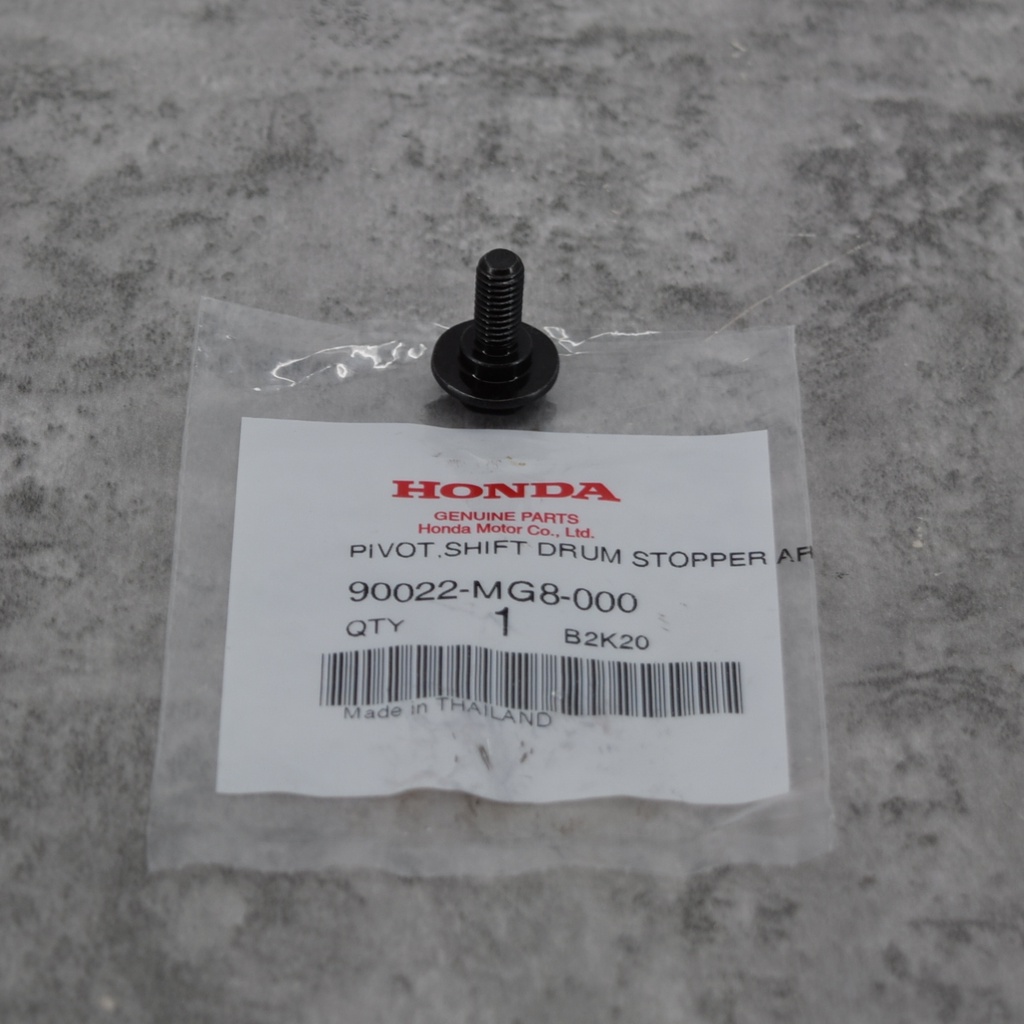 HONDA
GENUINE PARTS
Honda Motor Co., Ltd.
PIVOT,SHIFT DRUM STOPPER AR
90022-MG8-000
QTY 1 B2K20
Made in THAILAND